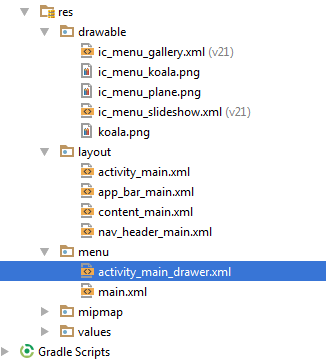 res
drawable
ic_menu_gallery.xml (v21)
ic_menu_koala.png
ic_menu_plane.png
ic_menu_slideshow.xml (v21)
koala.png
layout
activity_main.xml
app_bar_main.xml
content_main.xml
nav_header_main.xml
menu
activity_main_drawer.xml
main.xml
mipmap
values
Gradle Scripts